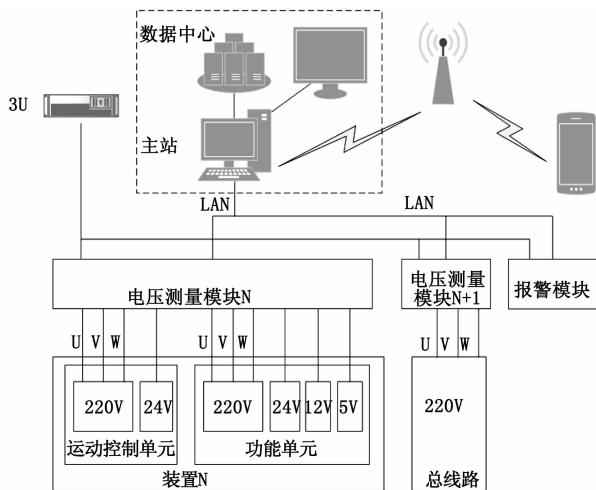 数据中心
3U
主站
LAN
LAN
电压测量模块N
电压测量
模块N+1
报警模块
U V W
U V W
U V W
220V
24V
220V
24V
12V
5V
220V
运动控制单元
功能单元
装置N
总线路